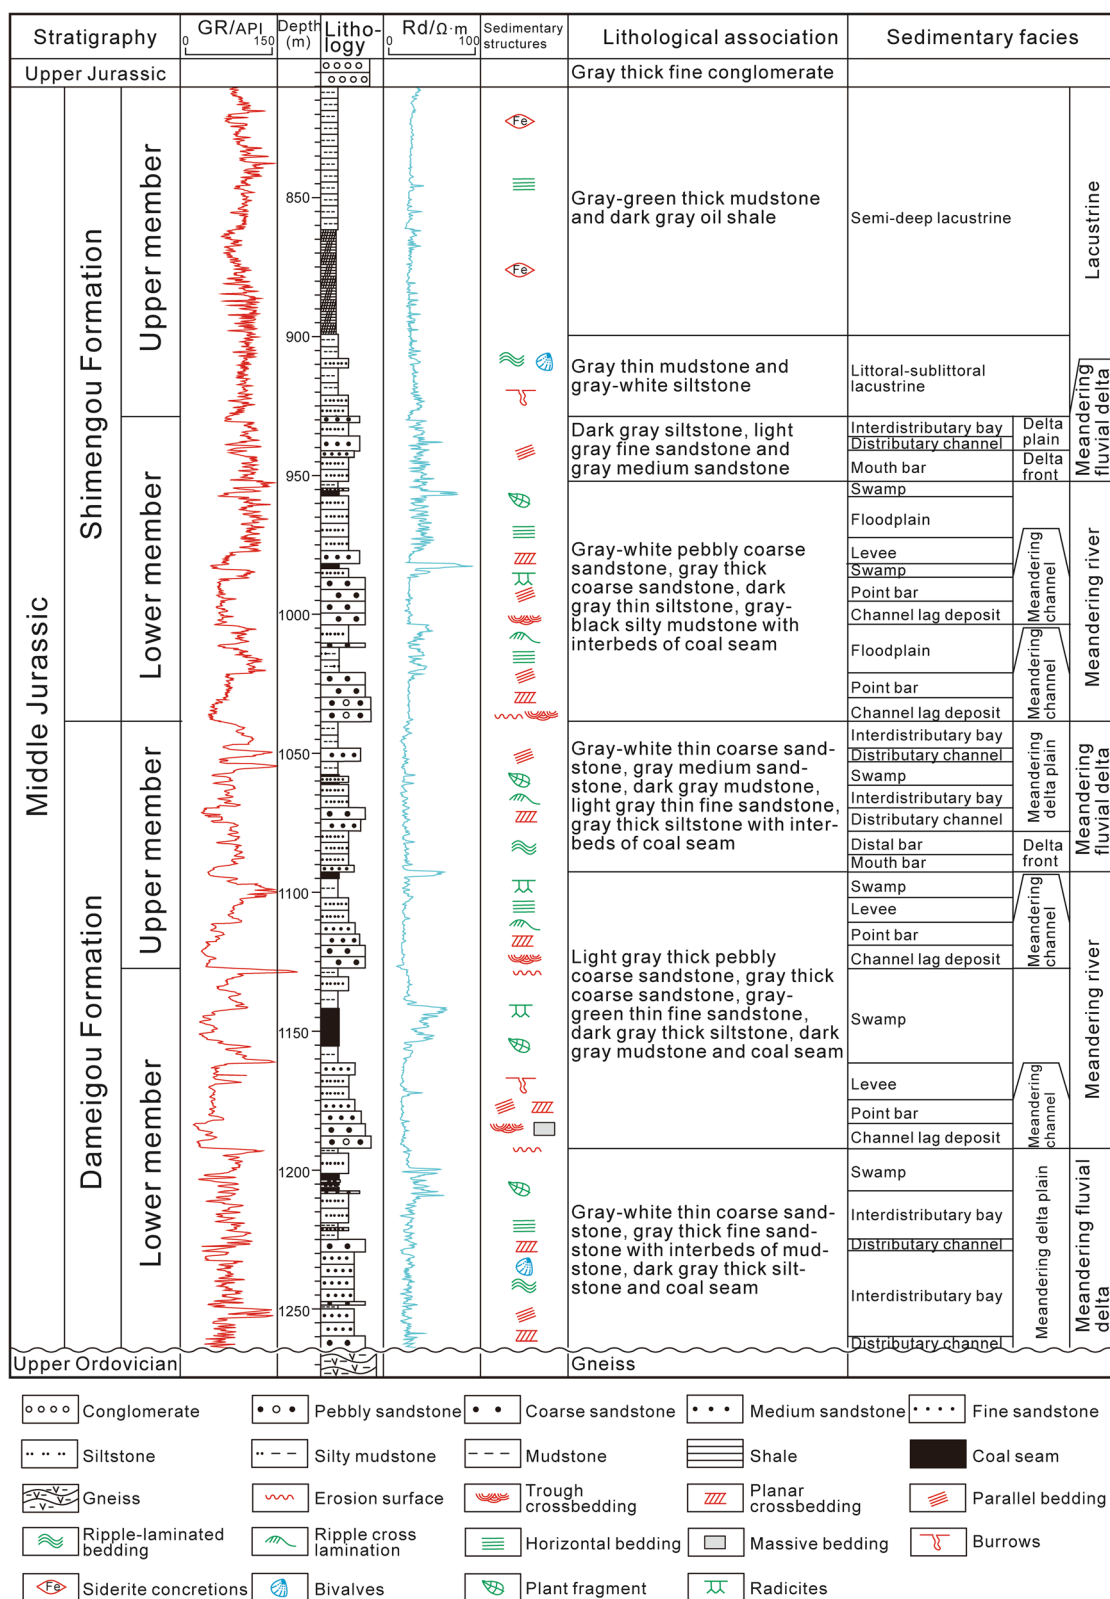 Stratigraphy
GR/API
0 150
Depth
(m)
Litho-
logy
Rd/Ω·m
0 100
Sedimentary
structures
Lithological association
Sedimentary facies
Upper Jurassic
Gray thick fine conglomerate
Middle Jurassic
Shimengou Formation
Upper member
Lower member
Dameigou Formation
Upper member
Lower member
850
900
950
1000
1050
1100
1150
1200
1250
Fe
Fe
Gray-green thick mudstone
and dark gray oil shale
Semi-deep lacustrine
Lacustrine
Gray thin mudstone and
gray-white siltstone
Littoral-sublittoral
lacustrine
Dark gray siltstone, light
gray fine sandstone and
gray medium sandstone
Interdistributary bay
Distributary channel
Mouth bar
Delta
plain
Delta
front
Meandering
fluvial delta
Gray-white pebbly coarse
sandstone, gray thick
coarse sandstone, dark
gray thin siltstone, gray-
black silty mudstone with
interbeds of coal seam
Swamp
Floodplain
Levee
Swamp
Point bar
Channel lag deposit
Floodplain
Point bar
Channel lag deposit
Meandering
channel
Meandering
channel
Meandering river
Gray-white thin coarse sand-
stone, gray medium sand-
stone, dark gray mudstone,
light gray thin fine sandstone,
gray thick siltstone with inter-
beds of coal seam
Interdistributary bay
Distributary channel
Swamp
Interdistributary bay
Distributary channel
Distal bar
Mouth bar
Meandering
delta plain
Delta
front
Meandering
fluvial delta
Light gray thick pebbly
coarse sandstone, gray thick
coarse sandstone, gray-
green thin fine sandstone,
dark gray thick siltstone, dark
gray mudstone and coal seam
Swamp
Levee
Point bar
Channel lag deposit
Swamp
Levee
Point bar
Channel lag deposit
Meandering
channel
Meandering
channel
Meandering river
Gray-white thin coarse sand-
stone, gray thick fine sand-
stone with interbeds of mud-
stone, dark gray thick silt-
stone and coal seam
Swamp
Interdistributary bay
Distributary channel
Interdistributary bay
Distributary channel
Meandering delta plain
Meandering fluvial
delta
Upper Ordovician
Gneiss
Conglomerate
Pebbly sandstone
Coarse sandstone
Medium sandstone
Fine sandstone
Siltstone
Silty mudstone
Mudstone
Shale
Coal seam
Gneiss
Erosion surface
Trough
crossbedding
Planar
crossbedding
Parallel bedding
Ripple-laminated
bedding
Ripple cross
lamination
Horizontal bedding
Massive bedding
Burrows
Fe
Siderite concretions
Bivalves
Plant fragment
Radicites